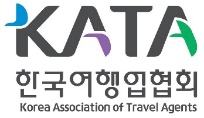 KATA
한국여행업협회
Korea Association of Travel Agents